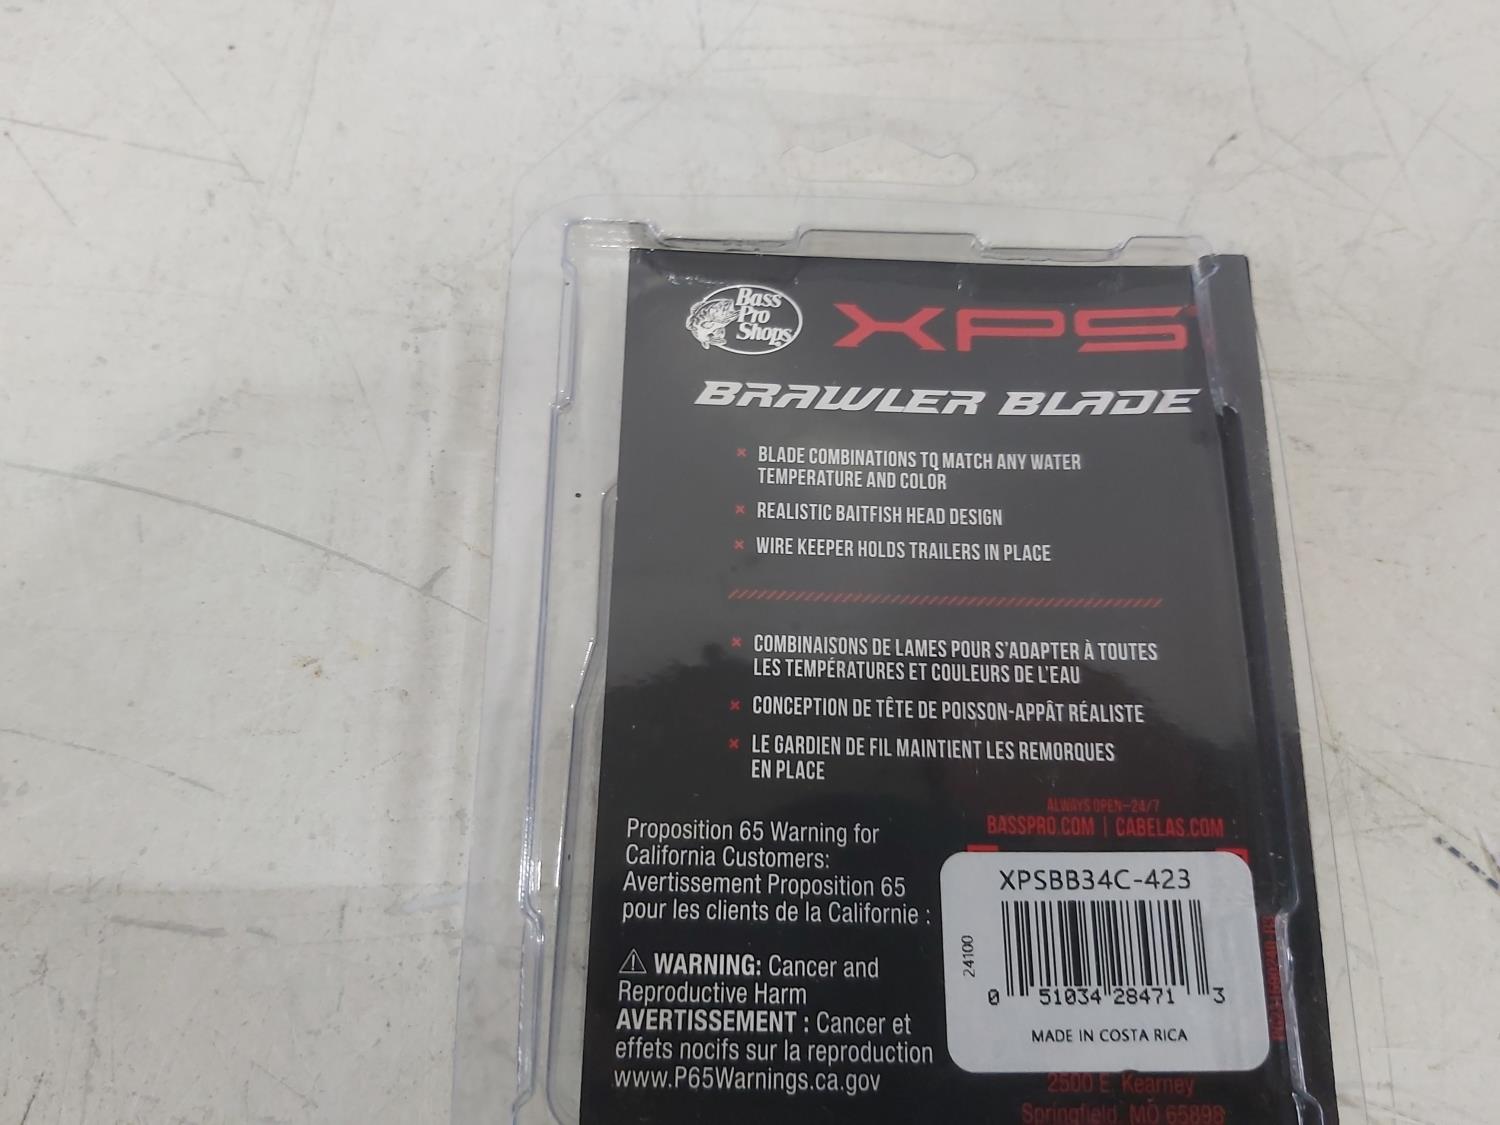 Bass
Pro
Shops
XPS
BRAWLER BLADE
× BLADE COMBINATIONS TO MATCH ANY WATER
TEMPERATURE AND COLOR
× REALISTIC BAITFISH HEAD DESIGN
× WIRE KEEPER HOLDS TRAILERS IN PLACE
× COMBINAISONS DE LAMES POUR S'ADAPTER À TOUTES
LES TEMPÉRATURES ET COULEURS DE L'EAU
× CONCEPTION DE TÊTE DE POISSON-APPÂT RÉALISTE
× LE GARDIEN DE FIL MAINTIENT LES REMORQUES
EN PLACE
Proposition 65 Warning for
California Customers:
Avertissement Proposition 65
pour les clients de la Californie :
⚠ WARNING: Cancer and
Reproductive Harm
AVERTISSEMENT : Cancer et
effets nocifs sur la reproduction
www.P65Warnings.ca.gov
ALWAYS OPEN–24/7
BASSPRO.COM | CABELAS.COM
XPSBB34C-423
24100
0 51034 28471 3
MADE IN COSTA RICA
2500 E. Kearney
Springfield, MO 65898